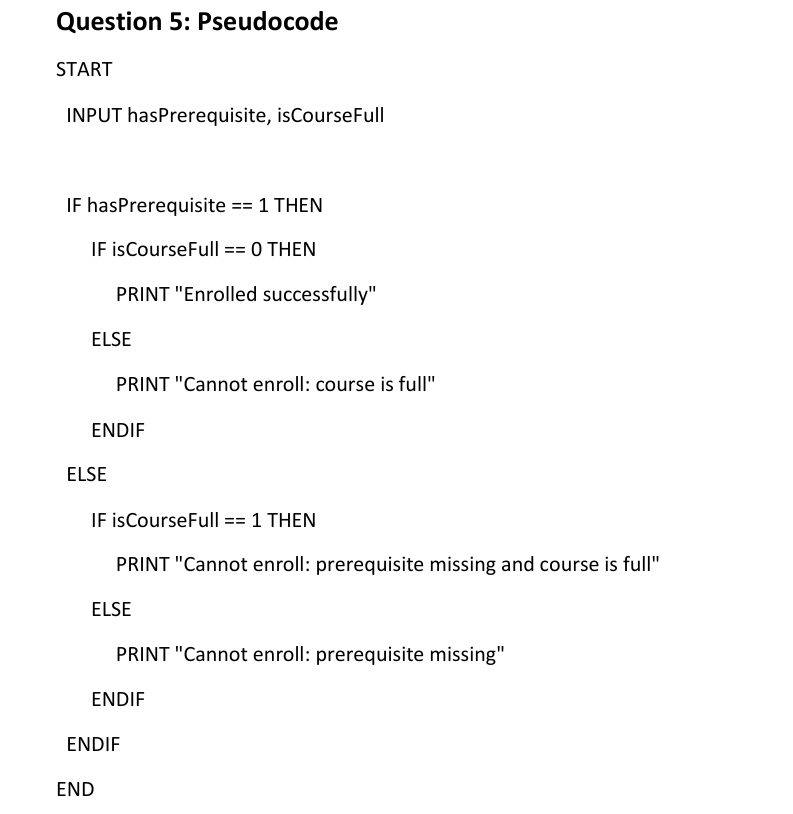 Question 5: Pseudocode
START
INPUT hasPrerequisite, isCourseFull
IF hasPrerequisite == 1 THEN
IF isCourseFull == 0 THEN
PRINT "Enrolled successfully"
ELSE
PRINT "Cannot enroll: course is full"
ENDIF
ELSE
IF isCourseFull == 1 THEN
PRINT "Cannot enroll: prerequisite missing and course is full"
ELSE
PRINT "Cannot enroll: prerequisite missing"
ENDIF
ENDIF
END